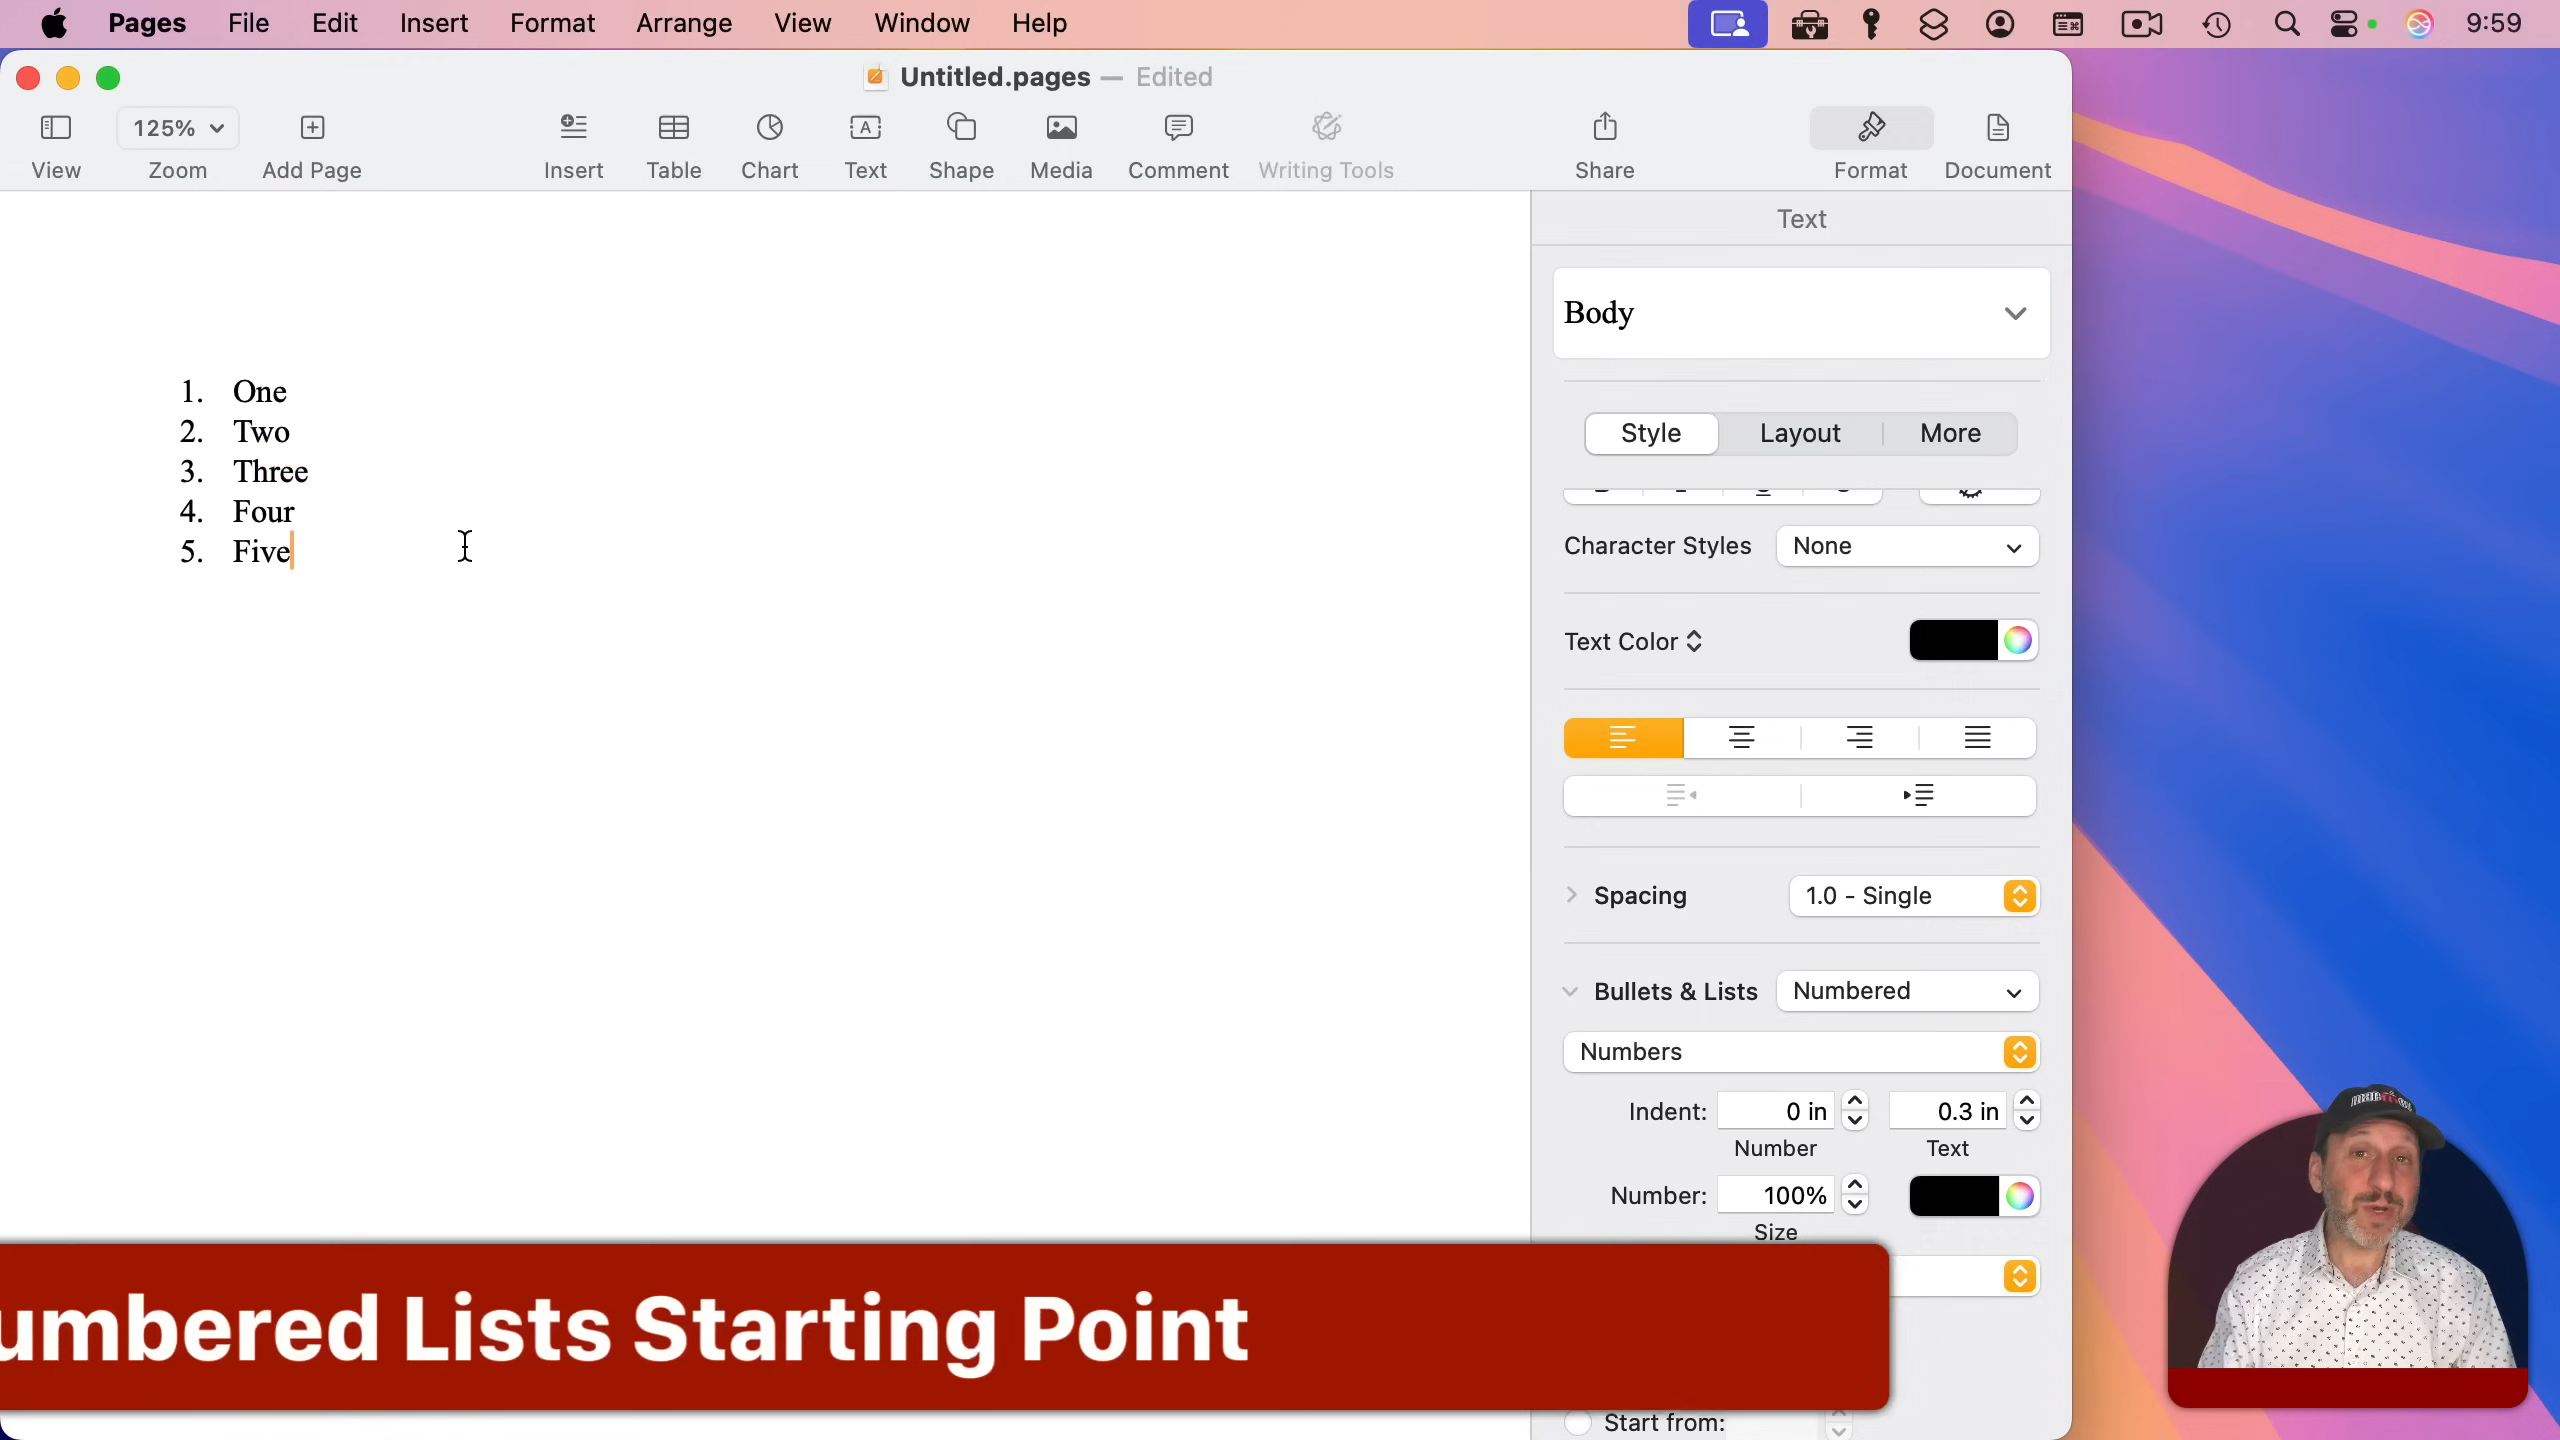 Pages File Edit Insert Format Arrange View Window Help 9:59
Untitled.pages — Edited
125%
View Zoom Add Page Insert Table Chart Text Shape Media Comment Writing Tools Share Format Document
Text
Body
Style Layout More
Character Styles None
Text Color
Spacing 1.0 - Single
Bullets & Lists Numbered
Numbers
Indent: 0 in 0.3 in
Number Text
Number: 100%
Size
Start from:
1. One
2. Two
3. Three
4. Four
5. Five
umbered Lists Starting Point